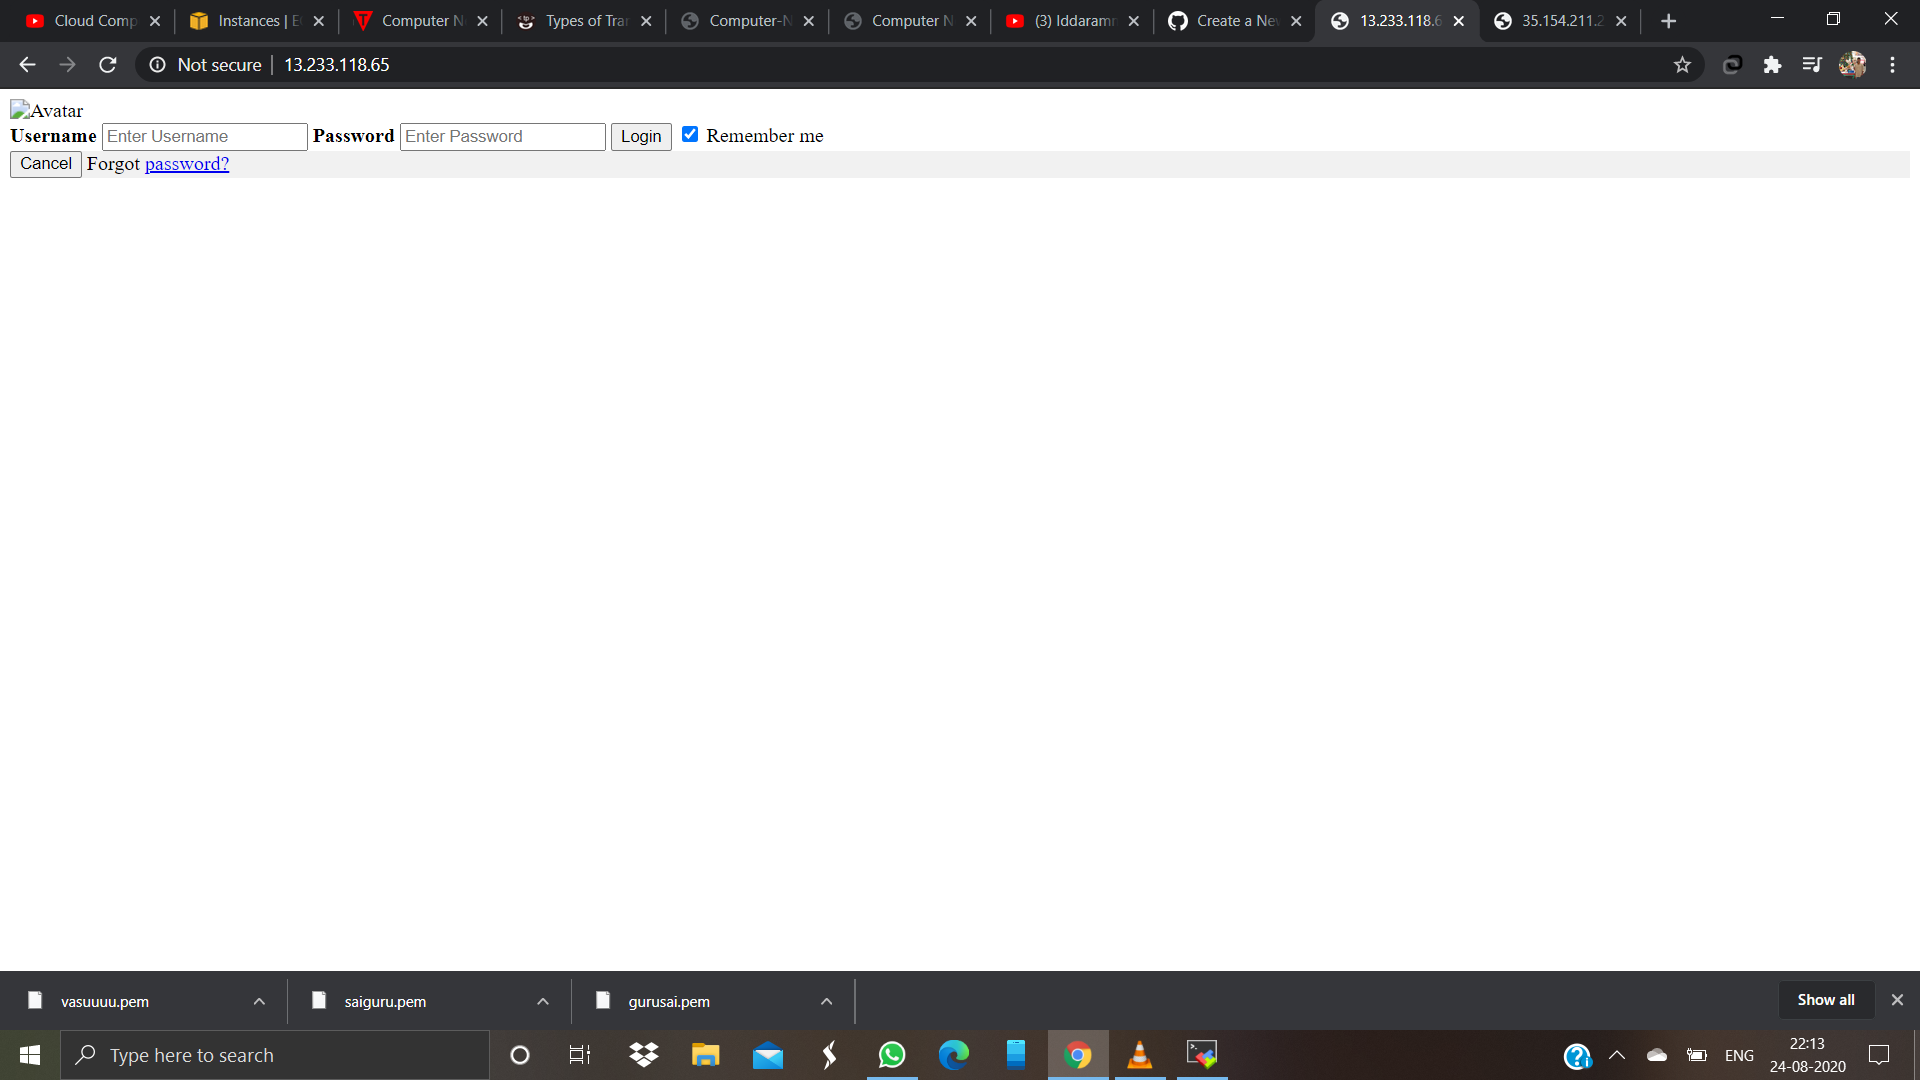 Cloud Comp
Instances | E
Computer N
Types of Tra
Computer-N
Computer N
(3) Iddaram
Create a Ne
13.233.118.6
35.154.211.2
Not secure | 13.233.118.65
Avatar
Username Enter Username Password Enter Password Login Remember me
Cancel Forgot password?
vasuuuu.pem
saiguru.pem
gurusai.pem
Show all
Type here to search
ENG
22:13
24-08-2020